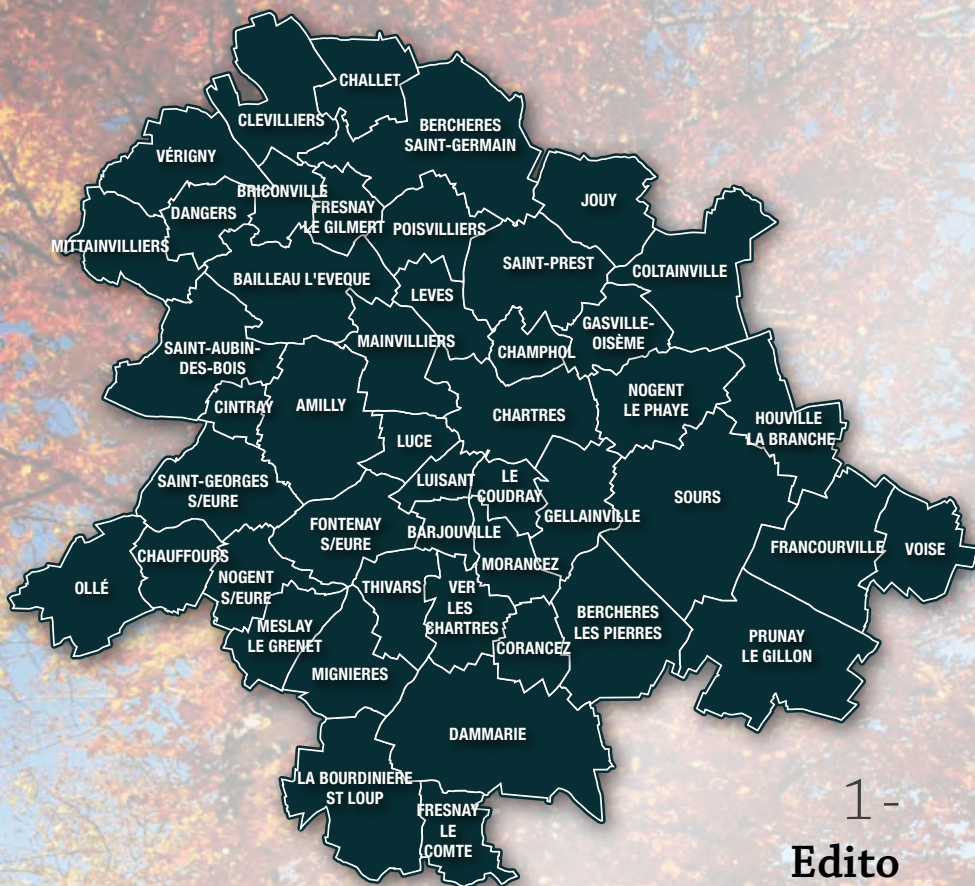 CHALLET
CLEVILLIERS
BERCHERES
SAINT-GERMAIN
VÉRIGNY
BRICONVILLE
FRESNAY
LE GILMERT
DANGERS
JOUY
POISVILLIERS
MITTAINVILLIERS
SAINT-PREST
COLTAINVILLE
BAILLEAU L'EVEQUE
LEVES
GASVILLE-
OISÈME
MAINVILLIERS
CHAMPHOL
SAINT-AUBIN-
DES-BOIS
CINTRAY
AMILLY
CHARTRES
NOGENT
LE PHAYE
HOUVILLE
LA BRANCHE
LUCE
LUISANT
LE
COUDRAY
SAINT-GEORGES
S/EURE
SOURS
GELLAINVILLE
FONTENAY
S/EURE
BARJOUVILLE
FRANCOURVILLE
VOISE
CHAUFFOURS
MORANCEZ
OLLÉ
NOGENT
S/EURE
THIVARS
VER
LES
CHARTRES
BERCHERES
LES PIERRES
MESLAY
LE GRENET
CORANCEZ
PRUNAY
LE GILLON
MIGNIERES
DAMMARIE
LA BOURDINIERE
ST LOUP
FRESNAY
LE
COMTE
1-
Edito